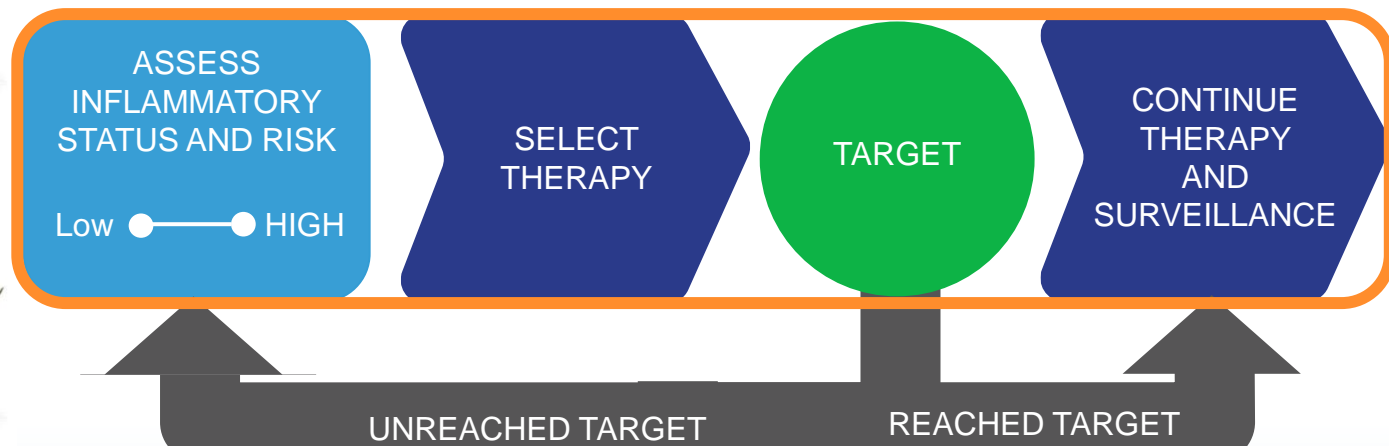 ASSESS
INFLAMMATORY
STATUS AND RISK
Low HIGH
SELECT
THERAPY
TARGET
CONTINUE
THERAPY
AND
SURVEILLANCE
UNREACHED TARGET
REACHED TARGET